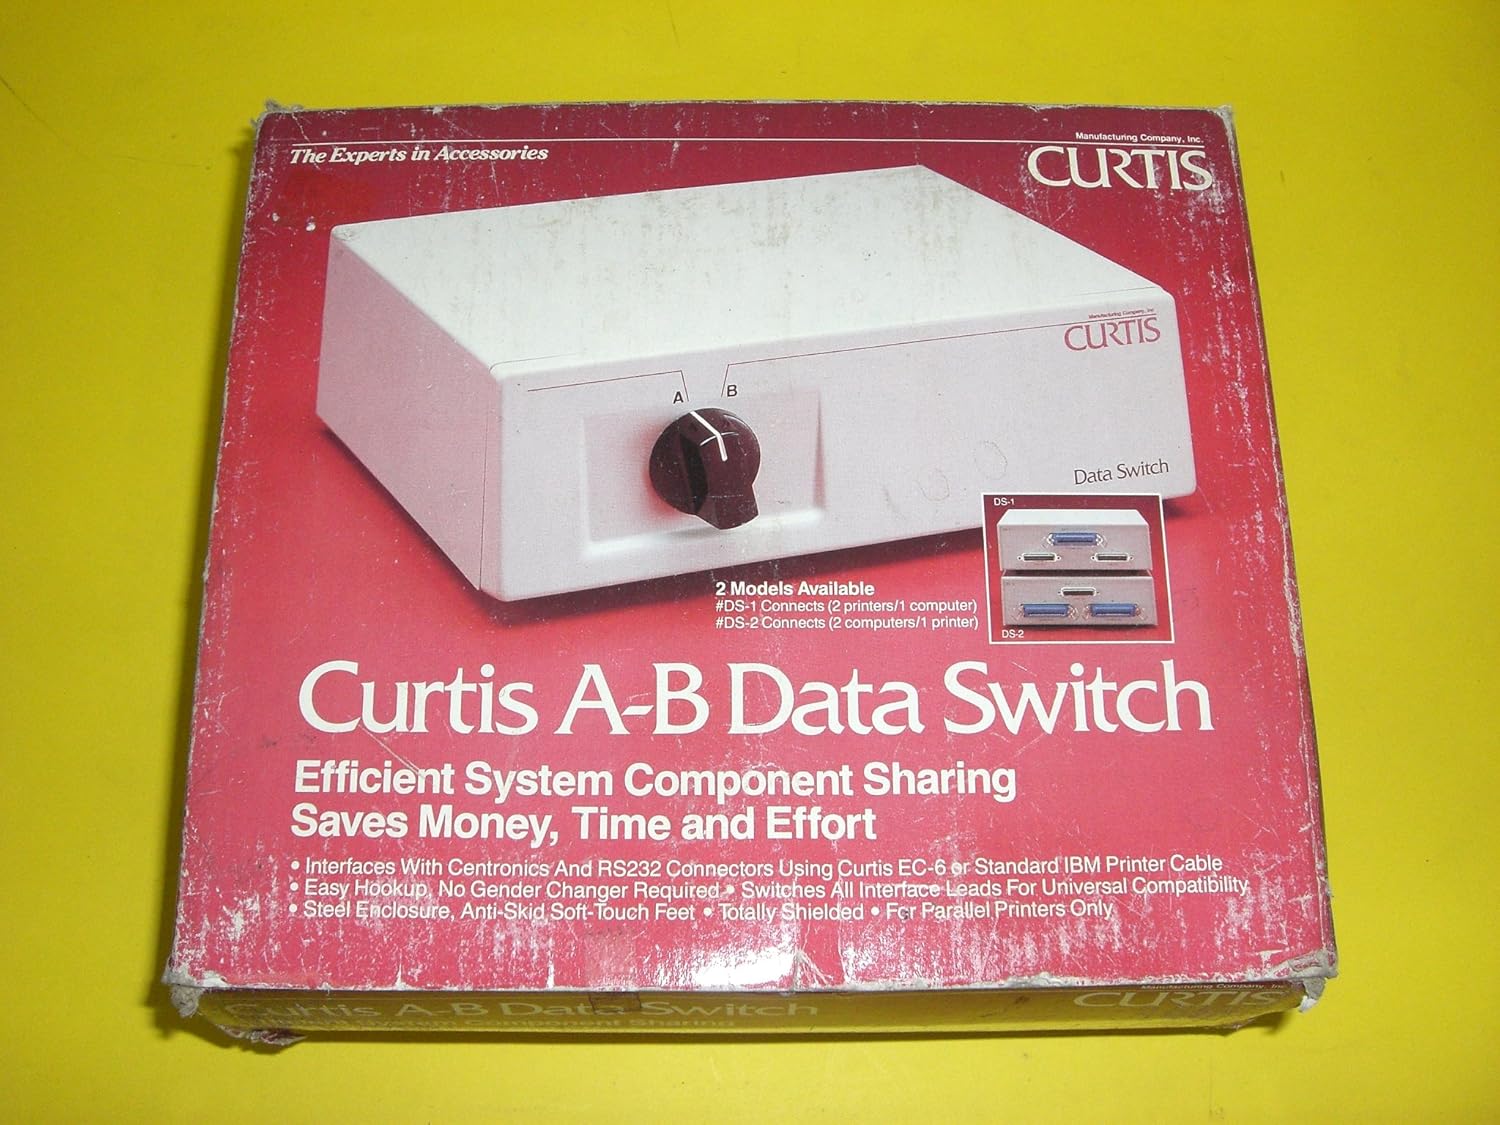 The Experts in Accessories
Manufacturing Company, Inc.
CURTIS
Manufacturing Company, Inc.
CURTIS
A B
Data Switch
DS-1
2 Models Available
#DS-1 Connects (2 printers/1 computer)
#DS-2 Connects (2 computers/1 printer)
DS-2
Curtis A-B Data Switch
Efficient System Component Sharing
Saves Money, Time and Effort
• Interfaces With Centronics And RS232 Connectors Using Curtis EC-6 or Standard IBM Printer Cable
• Easy Hookup, No Gender Changer Required • Switches All Interface Leads For Universal Compatibility
• Steel Enclosure, Anti-Skid Soft-Touch Feet • Totally Shielded • For Parallel Printers Only
Manufacturing Company, Inc.
Curtis A-B Data Switch
CURTIS
System Component Sharing